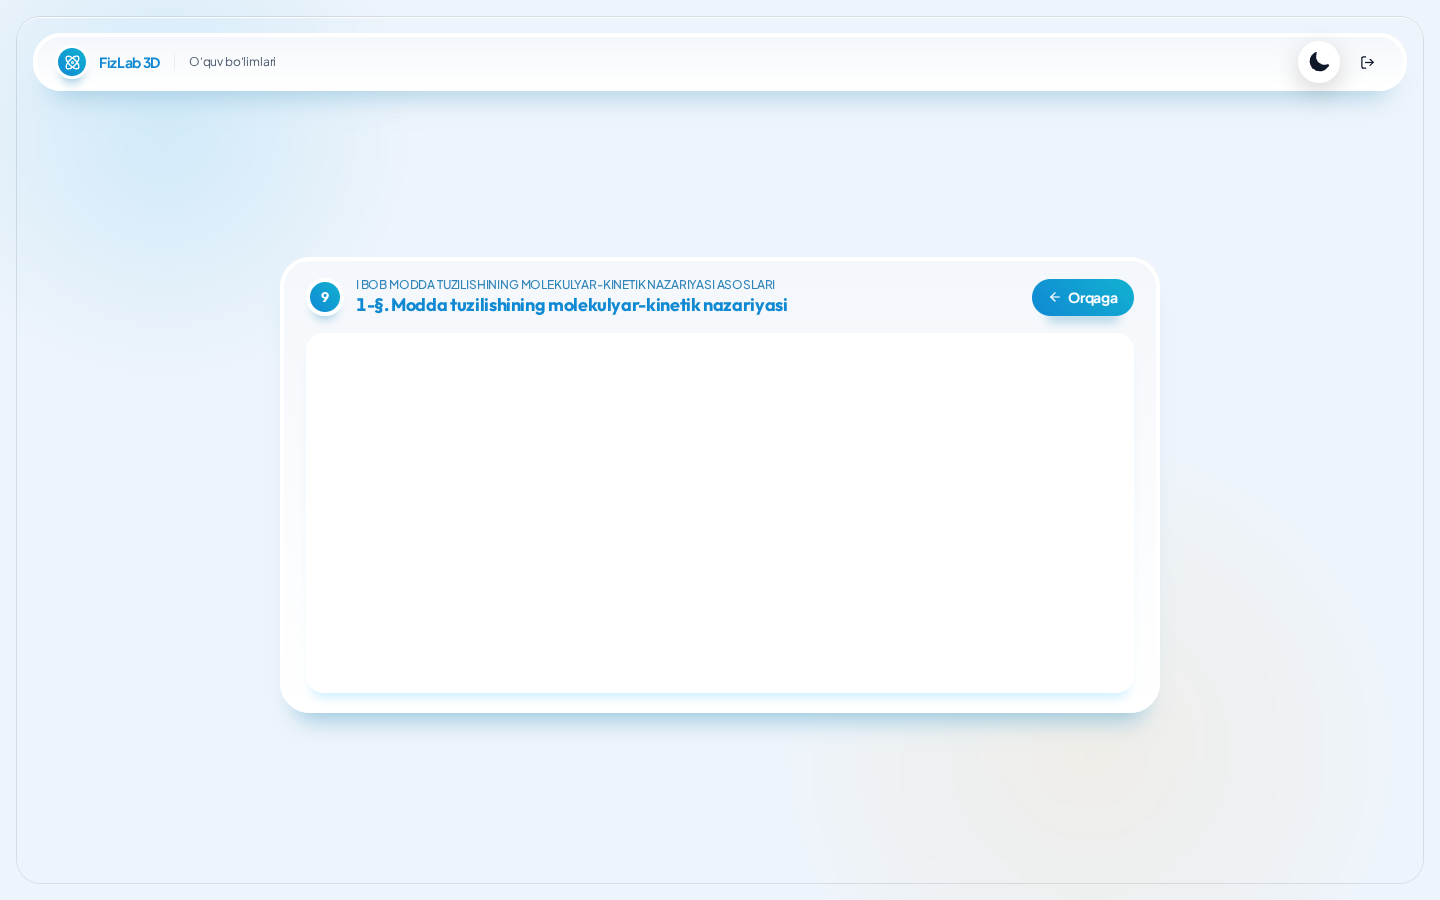 FizLab 3D
O'quv bo'limlari
9
I BOB MODDA TUZILISHINING MOLEKULYAR-KINETIK NAZARIYASI ASOSLARI
1-§. Modda tuzilishining molekulyar-kinetik nazariyasi
Orqaga